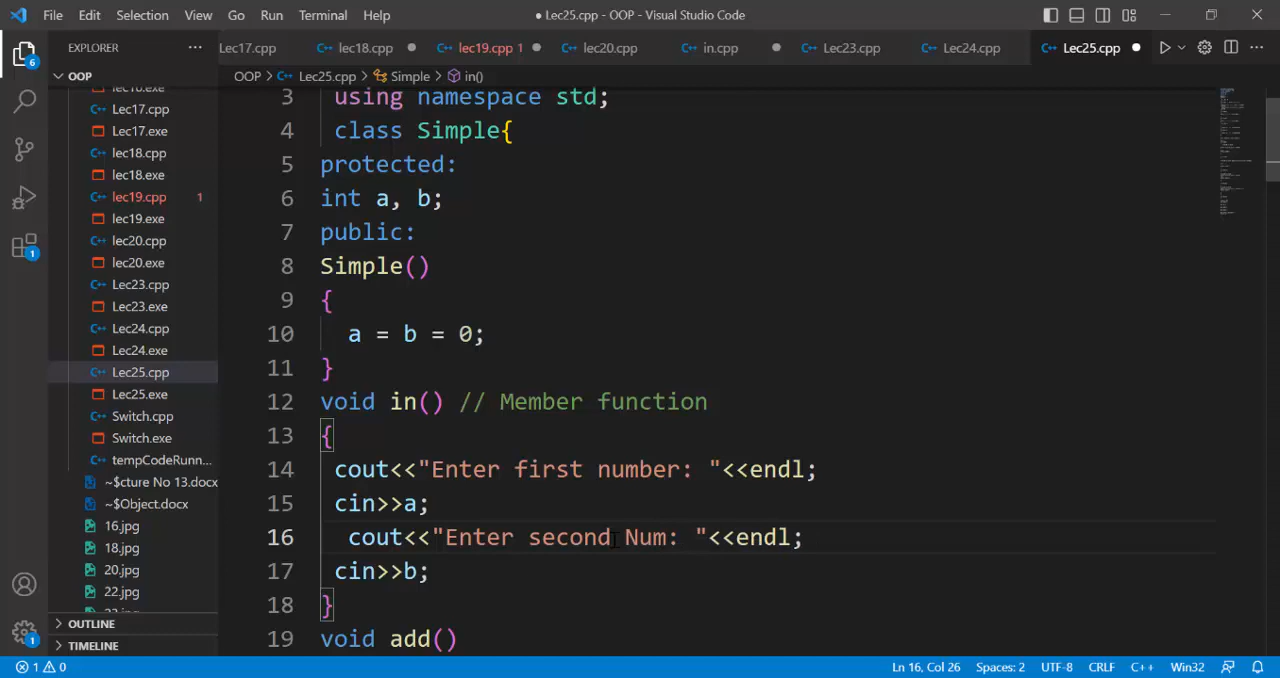 File Edit Selection View Go Run Terminal Help ● Lec25.cpp - OOP - Visual Studio Code
EXPLORER ··· Lec17.cpp lec18.cpp lec19.cpp 1 lec20.cpp in.cpp Lec23.cpp Lec24.cpp Lec25.cpp
6
OOP
OOP > Lec25.cpp > Simple > in()
lec16.exe
Lec17.cpp
Lec17.exe
lec18.cpp
lec18.exe
lec19.cpp 1
lec19.exe
lec20.cpp
lec20.exe
Lec23.cpp
Lec23.exe
Lec24.cpp
Lec24.exe
Lec25.cpp
Lec25.exe
Switch.cpp
Switch.exe
tempCodeRunn...
~$cture No 13.docx
~$Object.docx
16.jpg
18.jpg
20.jpg
22.jpg
OUTLINE
TIMELINE
1
1
3 using namespace std;
4 class Simple{
5 protected:
6 int a, b;
7 public:
8 Simple()
9 {
10 a = b = 0;
11 }
12 void in() // Member function
13 {
14 cout<<"Enter first number: "<<endl;
15 cin>>a;
16 cout<<"Enter second Num: "<<endl;
17 cin>>b;
18 }
19 void add()
1 0 Ln 16, Col 26 Spaces: 2 UTF-8 CRLF C++ Win32